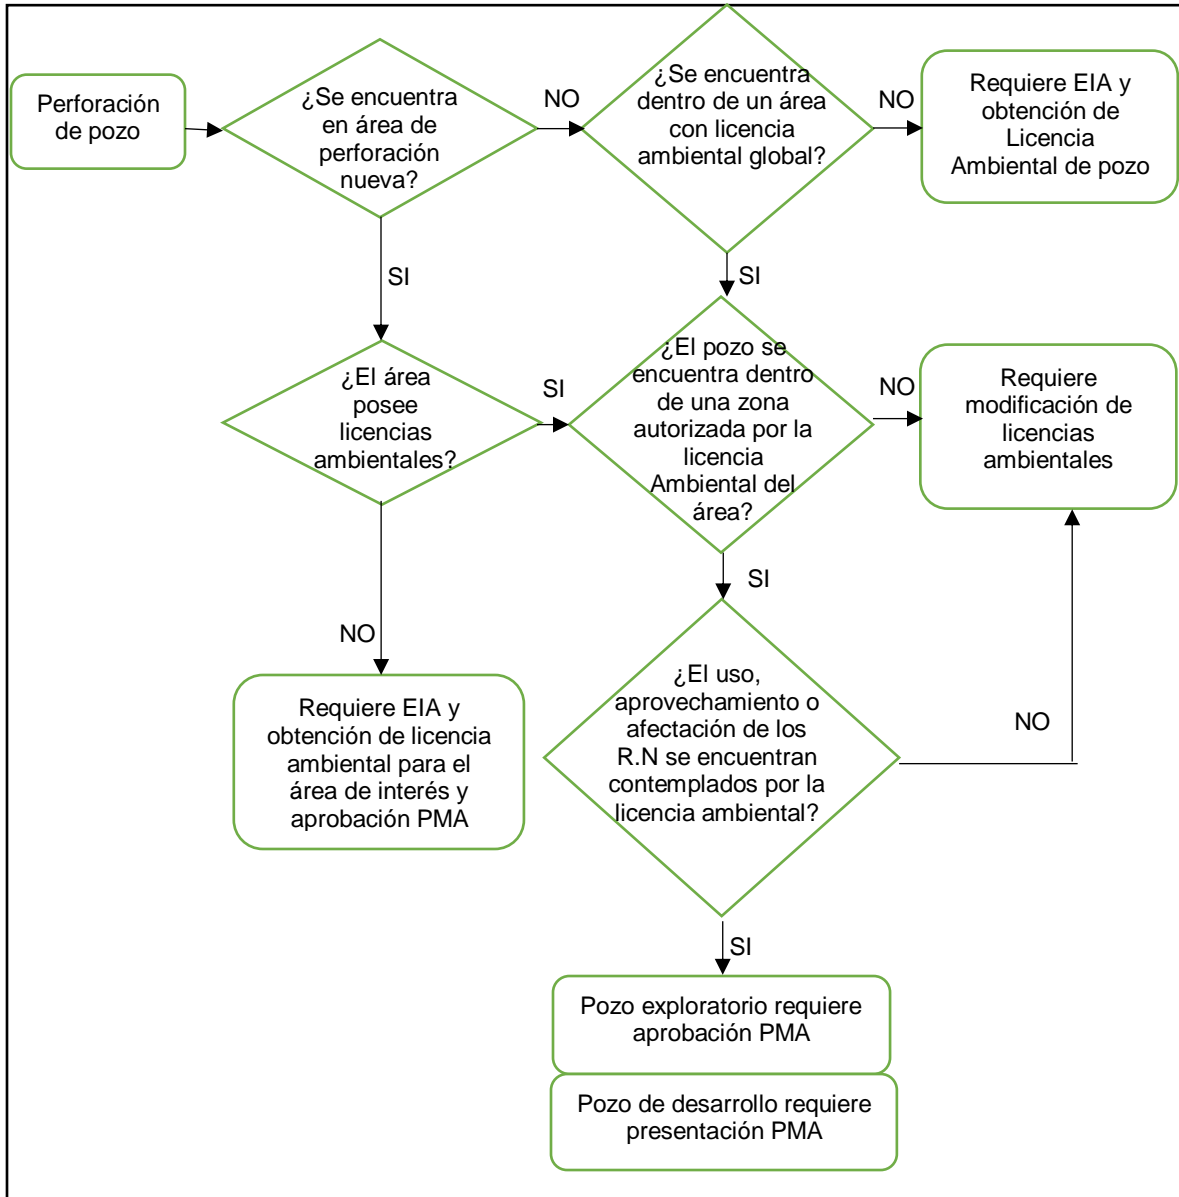 Perforación
de pozo
¿Se encuentra
en área de
perforación
nueva?
NO
¿Se encuentra
dentro de un área
con licencia
ambiental global?
NO
Requiere EIA y
obtención de
Licencia
Ambiental de pozo
SI
SI
¿El área
posee
licencias
ambientales?
SI
¿El pozo se
encuentra dentro
de una zona
autorizada por la
licencia
Ambiental del
área?
NO
Requiere
modificación de
licencias
ambientales
SI
NO
Requiere EIA y
obtención de licencia
ambiental para el
área de interés y
aprobación PMA
¿El uso,
aprovechamiento o
afectación de los
R.N se encuentran
contemplados por la
licencia ambiental?
NO
SI
Pozo exploratorio requiere
aprobación PMA
Pozo de desarrollo requiere
presentación PMA